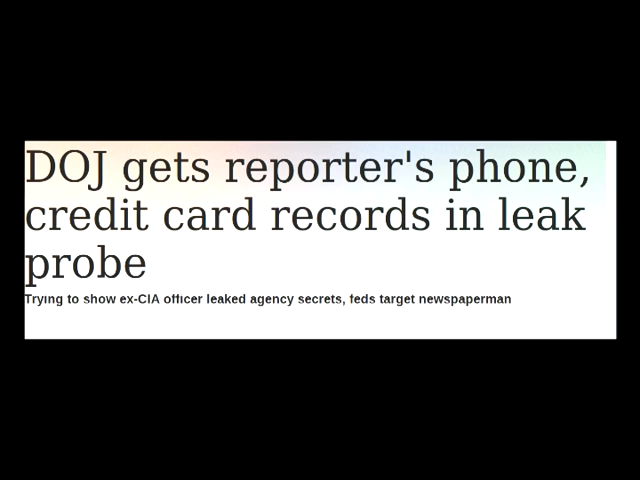 DOJ gets reporter's phone,
credit card records in leak
probe
Trying to show ex-CIA officer leaked agency secrets, feds target newspaperman